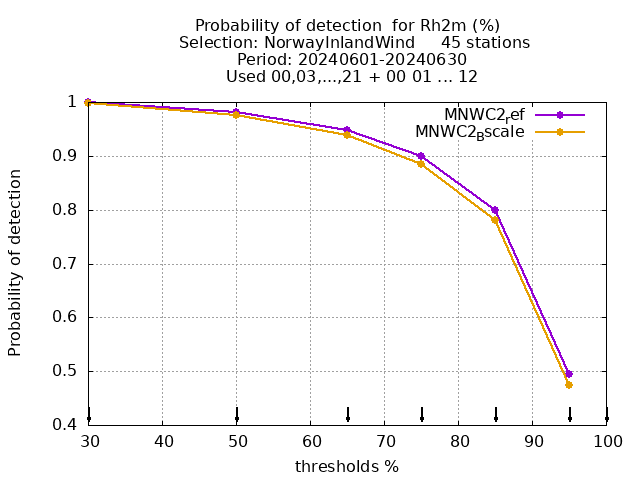 Probability of detection  for Rh2m (%)
Selection: NorwayInlandWind     45 stations
Period: 20240601-20240630
Used 00,03,...,21 + 00 01 ... 12
MNWC2ref
MNWC2Bscale
Probability of detection
1
0.9
0.8
0.7
0.6
0.5
0.4
30 40 50 60 70 80 90 100
thresholds %